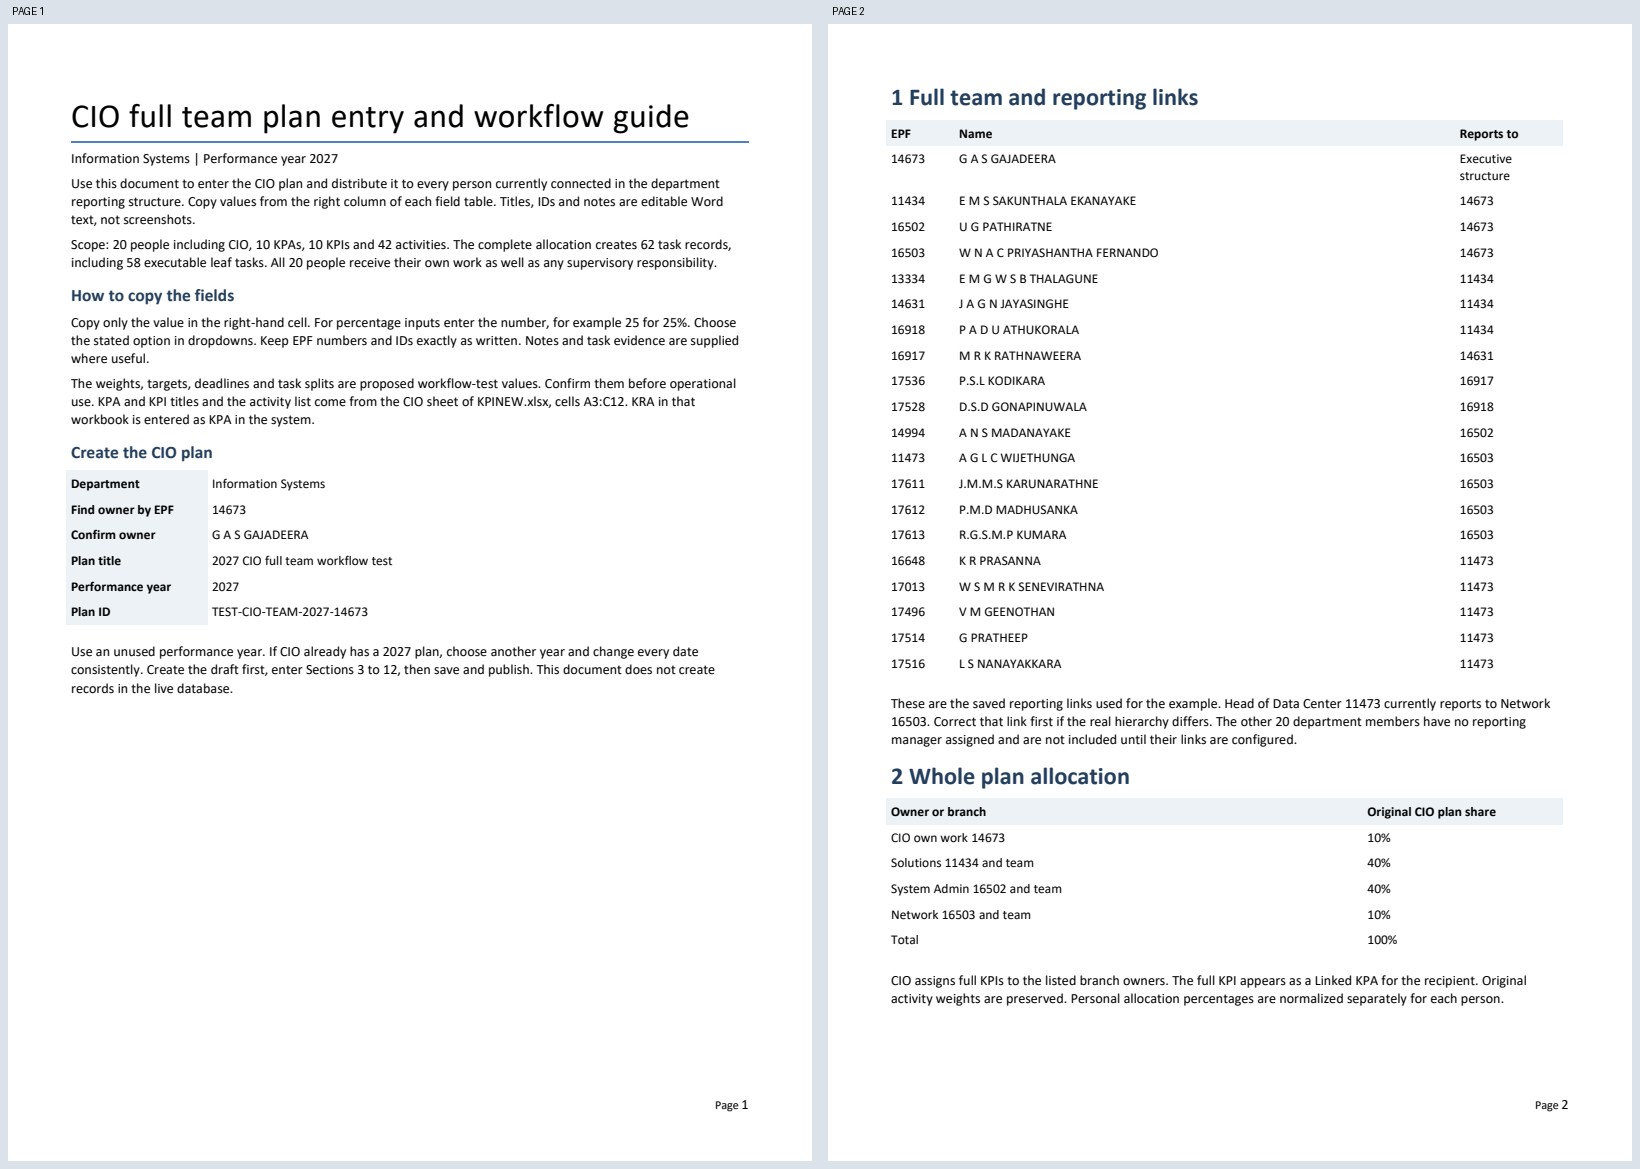 PAGE 1
CIO full team plan entry and workflow guide
Information Systems | Performance year 2027
Use this document to enter the CIO plan and distribute it to every person currently connected in the department
reporting structure. Copy values from the right column of each field table. Titles, IDs and notes are editable Word
text, not screenshots.
Scope: 20 people including CIO, 10 KPAs, 10 KPIs and 42 activities. The complete allocation creates 62 task records,
including 58 executable leaf tasks. All 20 people receive their own work as well as any supervisory responsibility.
How to copy the fields
Copy only the value in the right-hand cell. For percentage inputs enter the number, for example 25 for 25%. Choose
the stated option in dropdowns. Keep EPF numbers and IDs exactly as written. Notes and task evidence are supplied
where useful.
The weights, targets, deadlines and task splits are proposed workflow-test values. Confirm them before operational
use. KPA and KPI titles and the activity list come from the CIO sheet of KPINEW.xlsx, cells A3:C12. KRA in that
workbook is entered as KPA in the system.
Create the CIO plan
Department Information Systems
Find owner by EPF 14673
Confirm owner G A S GAJADEERA
Plan title 2027 CIO full team workflow test
Performance year 2027
Plan ID TEST-CIO-TEAM-2027-14673
Use an unused performance year. If CIO already has a 2027 plan, choose another year and change every date
consistently. Create the draft first, enter Sections 3 to 12, then save and publish. This document does not create
records in the live database.
Page 1
PAGE 2
1 Full team and reporting links
EPF Name Reports to
14673 G A S GAJADEERA Executive
structure
11434 E M S SAKUNTHALA EKANAYAKE 14673
16502 U G PATHIRATNE 14673
16503 W N A C PRIYASHANTHA FERNANDO 14673
13334 E M G W S B THALAGUNE 11434
14631 J A G N JAYASINGHE 11434
16918 P A D U ATHUKORALA 11434
16917 M R K RATHNAWEERA 14631
17536 P.S.L KODIKARA 16917
17528 D.S.D GONAPINUWALA 16918
14994 A N S MADANAYAKE 16502
11473 A G L C WIJETHUNGA 16503
17611 J.M.M.S KARUNARATHNE 16503
17612 P.M.D MADHUSANKA 16503
17613 R.G.S.M.P KUMARA 16503
16648 K R PRASANNA 11473
17013 W S M R K SENEVIRATHNA 11473
17496 V M GEENOTHAN 11473
17514 G PRATHEEP 11473
17516 L S NANAYAKKARA 11473
These are the saved reporting links used for the example. Head of Data Center 11473 currently reports to Network
16503. Correct that link first if the real hierarchy differs. The other 20 department members have no reporting
manager assigned and are not included until their links are configured.
2 Whole plan allocation
Owner or branch Original CIO plan share
CIO own work 14673 10%
Solutions 11434 and team 40%
System Admin 16502 and team 40%
Network 16503 and team 10%
Total 100%
CIO assigns full KPIs to the listed branch owners. The full KPI appears as a Linked KPA for the recipient. Original
activity weights are preserved. Personal allocation percentages are normalized separately for each person.
Page 2